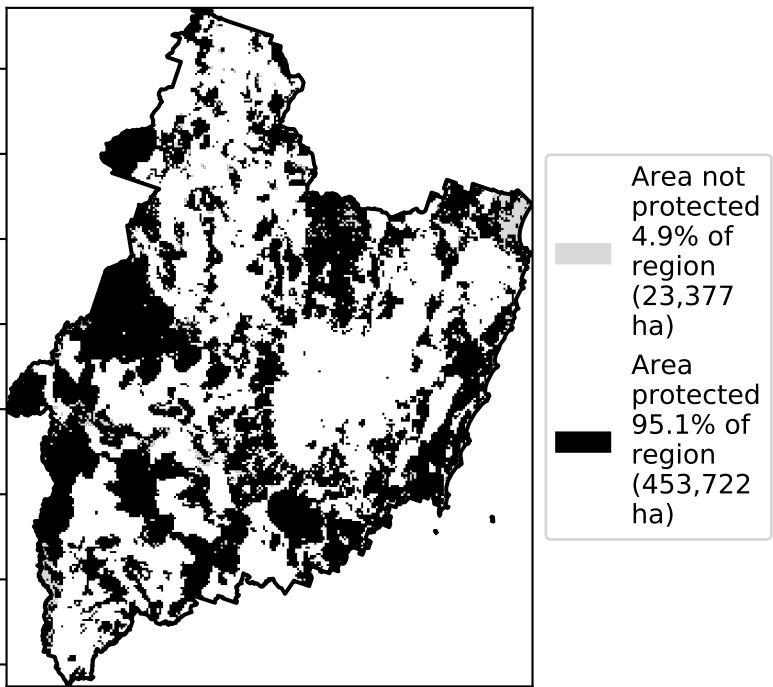 Area not
protected
4.9% of
region
(23,377
ha)
Area
protected
95.1% of
region
(453,722
ha)